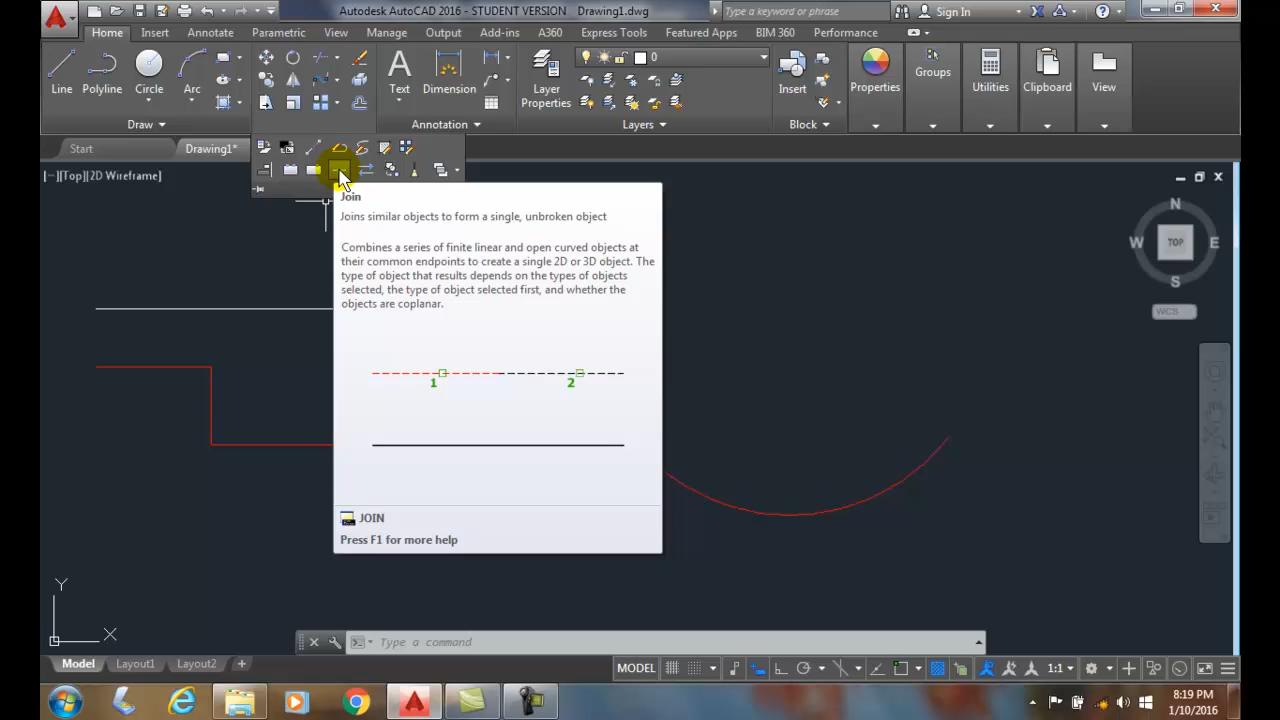 Autodesk AutoCAD 2016 - STUDENT VERSION Drawing1.dwg
Type a keyword or phrase
Sign In
Home Insert Annotate Parametric View Manage Output Add-ins A360 Express Tools Featured Apps BIM 360 Performance
0
Line Polyline Circle Arc
Text Dimension
Layer
Properties
Insert
Properties
Groups
Utilities
Clipboard
View
Draw
Annotation
Layers
Block
Start
Drawing1*
[−][Top][2D Wireframe]
Join
Joins similar objects to form a single, unbroken object
Combines a series of finite linear and open curved objects at
their common endpoints to create a single 2D or 3D object. The
type of object that results depends on the types of objects
selected, the type of object selected first, and whether the
objects are coplanar.
1 2
JOIN
Press F1 for more help
N
W TOP E
S
WCS
Y
X
Type a command
Model Layout1 Layout2 +
MODEL
1:1
8:19 PM
1/10/2016